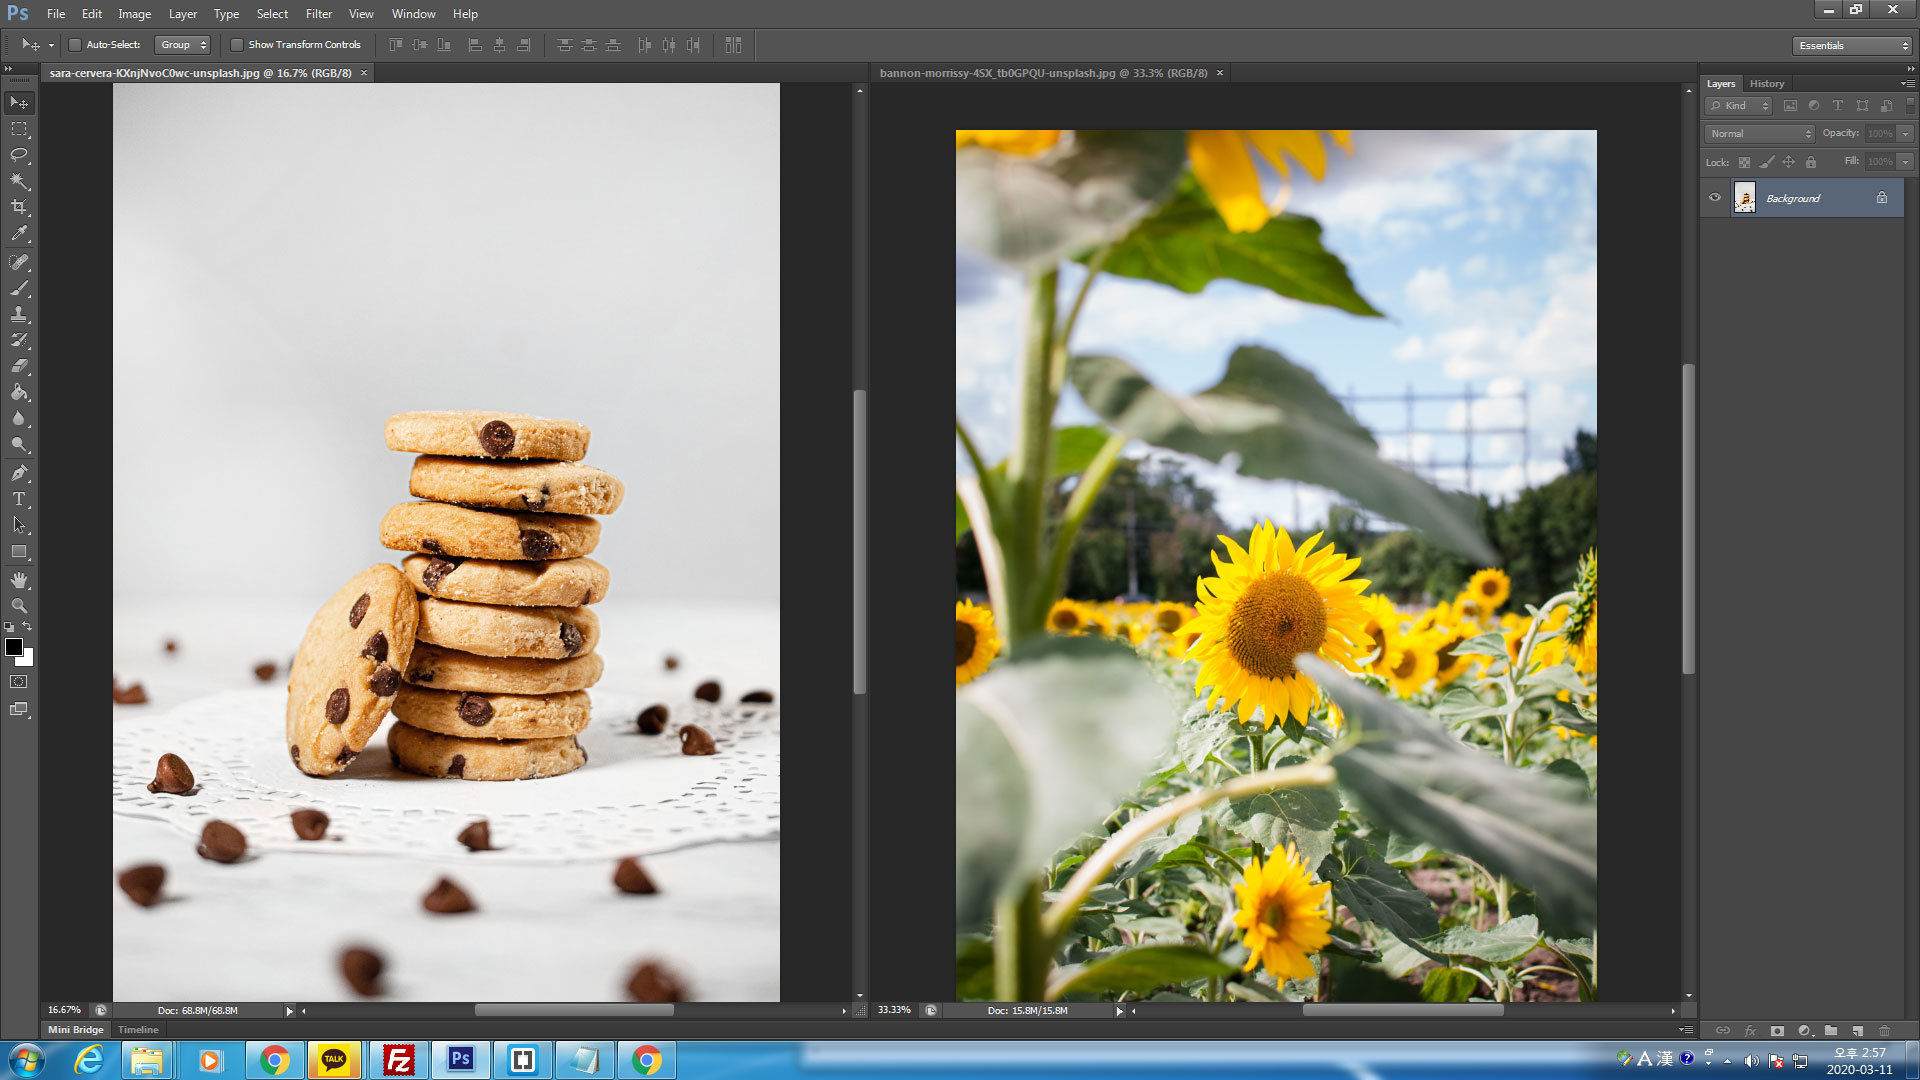 Ps File Edit Image Layer Type Select Filter View Window Help
Auto-Select: Group Show Transform Controls Essentials
sara-cervera-KXnjNvoC0wc-unsplash.jpg @ 16.7% (RGB/8) × bannon-morrissy-4SX_tb0GPQU-unsplash.jpg @ 33.3% (RGB/8) ×
Layers History
Kind
Normal Opacity: 100%
Lock: Fill: 100%
Background
16.67% Doc: 68.8M/68.8M 33.33% Doc: 15.8M/15.8M
Mini Bridge Timeline
TALK Fz Ps A 漢 오후 2:57
2020-03-11